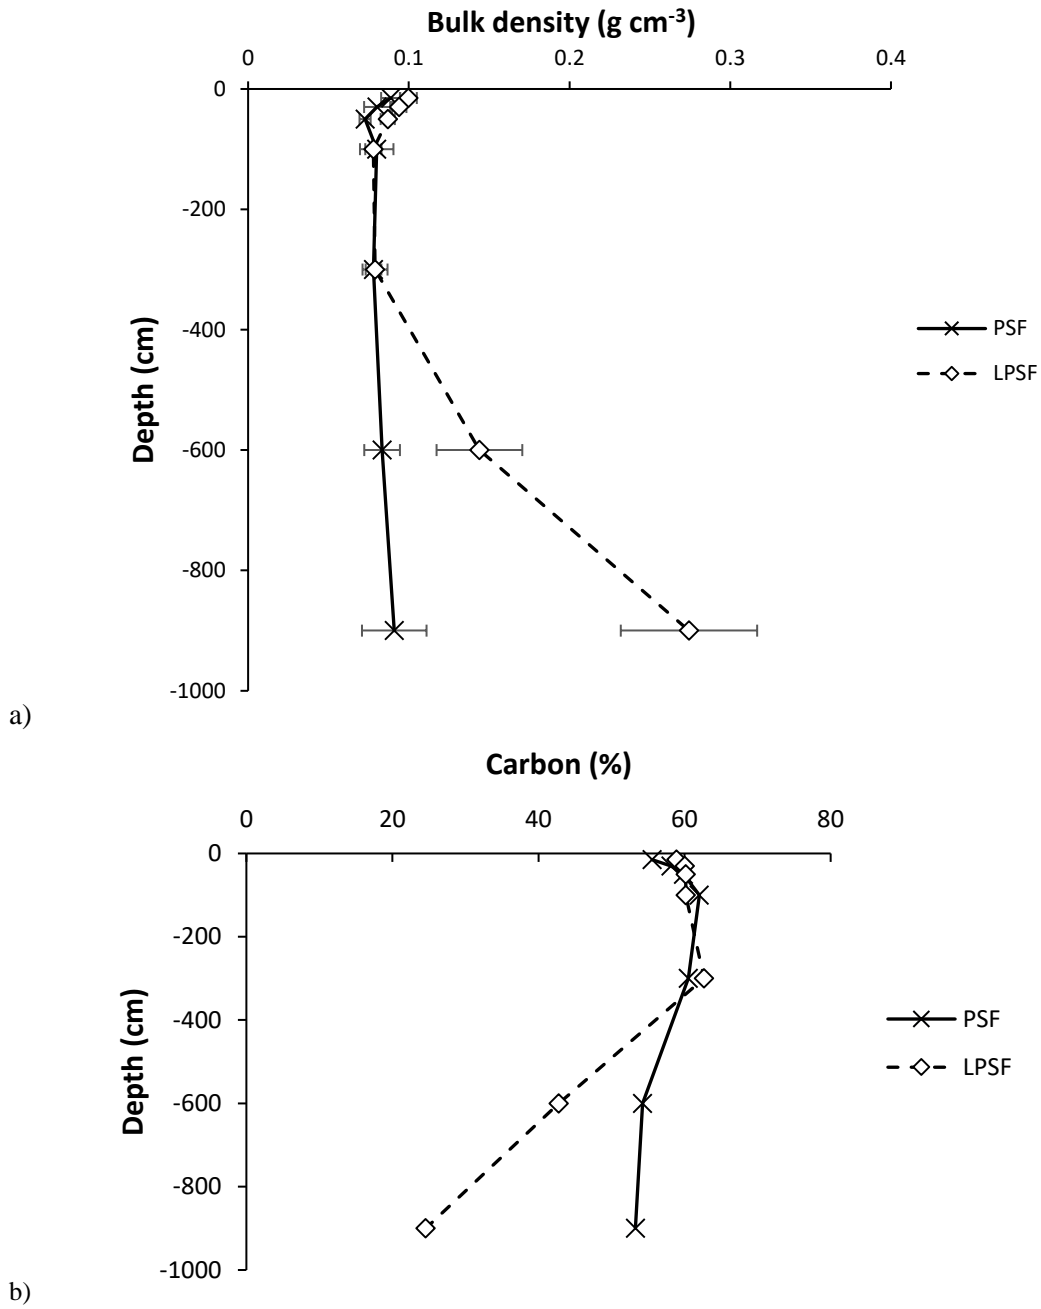 Bulk density (g cm-3)
0 0.1 0.2 0.3 0.4
0
-200
-400
-600
-800
-1000
Depth (cm)
PSF
LPSF
a)
Carbon (%)
0 20 40 60 80
0
-200
-400
-600
-800
-1000
Depth (cm)
PSF
LPSF
b)